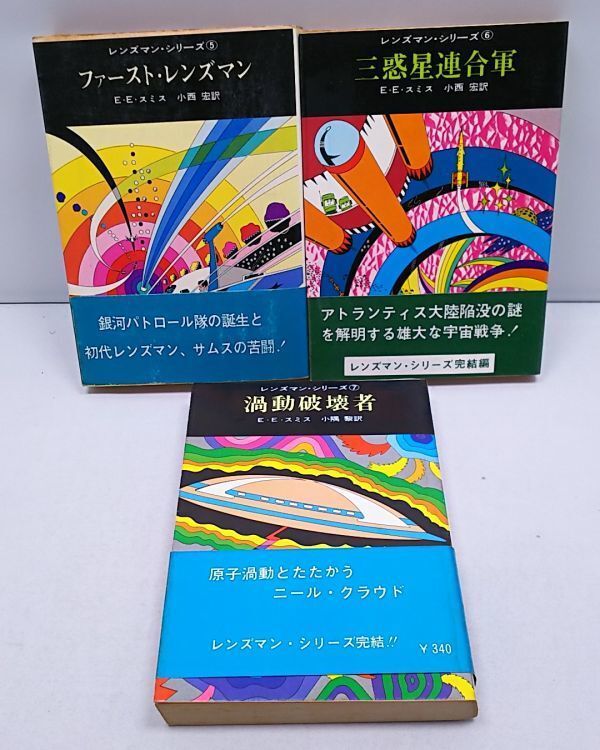 レンズマン・シリーズ⑤
ファースト・レンズマン
E・E・スミス 小西 宏訳
銀河パトロール隊の誕生と
初代レンズマン、サムスの苦闘!
レンズマン・シリーズ⑥
三惑星連合軍
E・E・スミス 小西 宏訳
アトランティス大陸陥没の謎
を解明する雄大な宇宙戦争!
レンズマン・シリーズ完結編
レンズマン・シリーズ⑦
渦動破壊者
E・E・スミス 小隅 黎訳
原子渦動とたたかう
ニール・クラウド
レンズマン・シリーズ完結!!
¥340